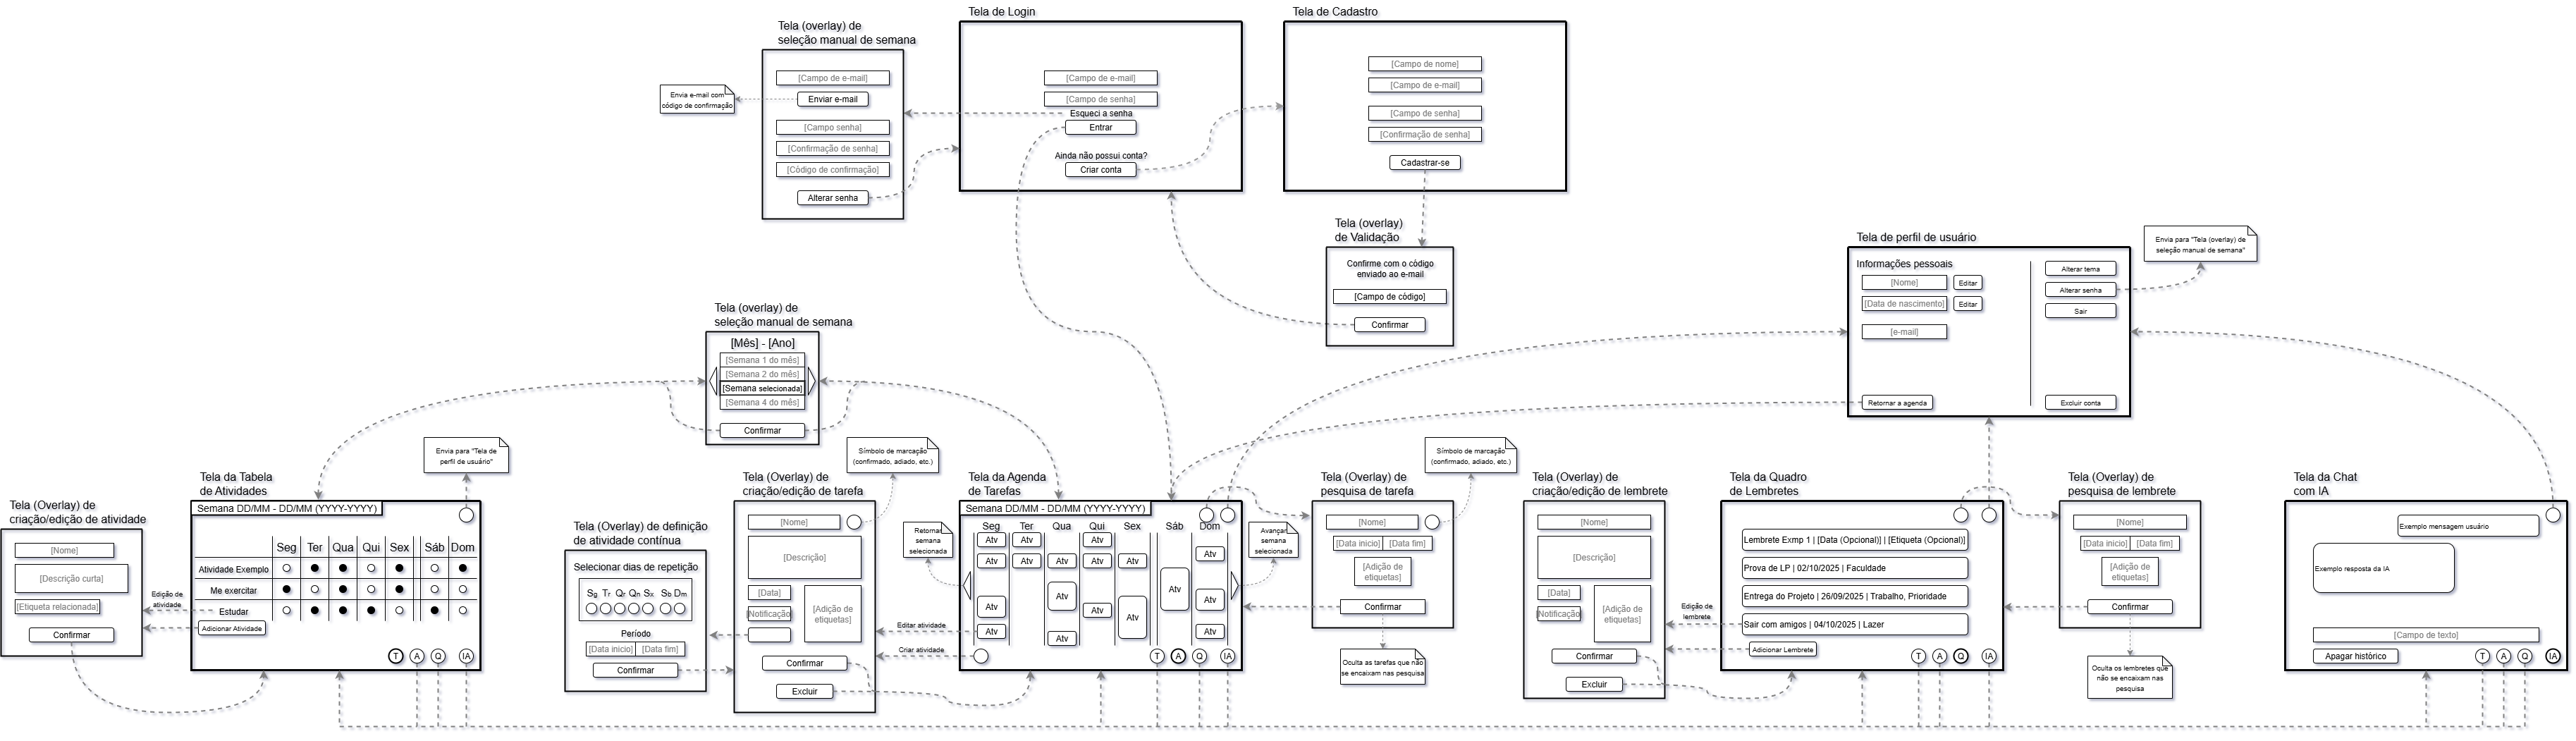 Tela (overlay) de
seleção manual de semana
[Campo de e-mail]
Enviar e-mail
[Campo senha]
[Confirmação de senha]
[Código de confirmação]
Alterar senha
Envia e-mail com
código de confirmação
Tela de Login
[Campo de e-mail]
[Campo de senha]
Esqueci a senha
Entrar
Ainda não possui conta?
Criar conta
Tela de Cadastro
[Campo de nome]
[Campo de e-mail]
[Campo de senha]
[Confirmação de senha]
Cadastrar-se
Tela (overlay)
de Validação
Confirme com o código
enviado ao e-mail
[Campo de código]
Confirmar
Tela de perfil de usuário
Informações pessoais
[Nome]
Editar
[Data de nascimento]
Editar
[e-mail]
Retornar a agenda
Alterar tema
Alterar senha
Sair
Excluir conta
Envia para "Tela (overlay) de
seleção manual de semana"
Tela (overlay) de
seleção manual de semana
[Mês] - [Ano]
[Semana 1 do mês]
[Semana 2 do mês]
[Semana selecionada]
[Semana 4 do mês]
Confirmar
Tela (Overlay) de
criação/edição de atividade
[Nome]
[Descrição curta]
[Etiqueta relacionada]
Confirmar
Edição de
atividade
Tela da Tabela
de Atividades
Envia para "Tela de
perfil de usuário"
Semana DD/MM - DD/MM (YYYY-YYYY)
Seg Ter Qua Qui Sex Sáb Dom
Atividade Exemplo
Me exercitar
Estudar
Adicionar Atividade
T A Q IA
Tela (Overlay) de definição
de atividade contínua
Selecionar dias de repetição
Sg Tr Qr Qn Sx Sb Dm
Período
[Data inicio] [Data fim]
Confirmar
Tela (Overlay) de
criação/edição de tarefa
Símbolo de marcação
(confirmado, adiado, etc.)
[Nome]
[Descrição]
[Data]
[Notificação]
[Adição de
etiquetas]
Confirmar
Excluir
Editar atividade
Criar atividade
Retornar
semana
selecionada
Tela da Agenda
de Tarefas
Semana DD/MM - DD/MM (YYYY-YYYY)
Seg Ter Qua Qui Sex Sáb Dom
Atv Atv Atv
Atv
Atv Atv Atv Atv Atv
Atv Atv
Atv Atv Atv Atv
Atv Atv Atv
T A Q IA
Avançar
semana
selecionada
Tela (Overlay) de
pesquisa de tarefa
Símbolo de marcação
(confirmado, adiado, etc.)
[Nome]
[Data inicio] [Data fim]
[Adição de
etiquetas]
Confirmar
Oculta as tarefas que não
se encaixam nas pesquisa
Tela (Overlay) de
criação/edição de lembrete
[Nome]
[Descrição]
[Data]
[Notificação]
[Adição de
etiquetas]
Confirmar
Excluir
Edição de
lembrete
Tela da Quadro
de Lembretes
Lembrete Exmp 1 | [Data (Opcional)] | [Etiqueta (Opcional)]
Prova de LP | 02/10/2025 | Faculdade
Entrega do Projeto | 26/09/2025 | Trabalho, Prioridade
Sair com amigos | 04/10/2025 | Lazer
Adicionar Lembrete
T A Q IA
Tela (Overlay) de
pesquisa de lembrete
[Nome]
[Data inicio] [Data fim]
[Adição de
etiquetas]
Confirmar
Oculta os lembretes que
não se encaixam nas
pesquisa
Tela da Chat
com IA
Exemplo mensagem usuário
Exemplo resposta da IA
[Campo de texto]
Apagar histórico
T A Q IA